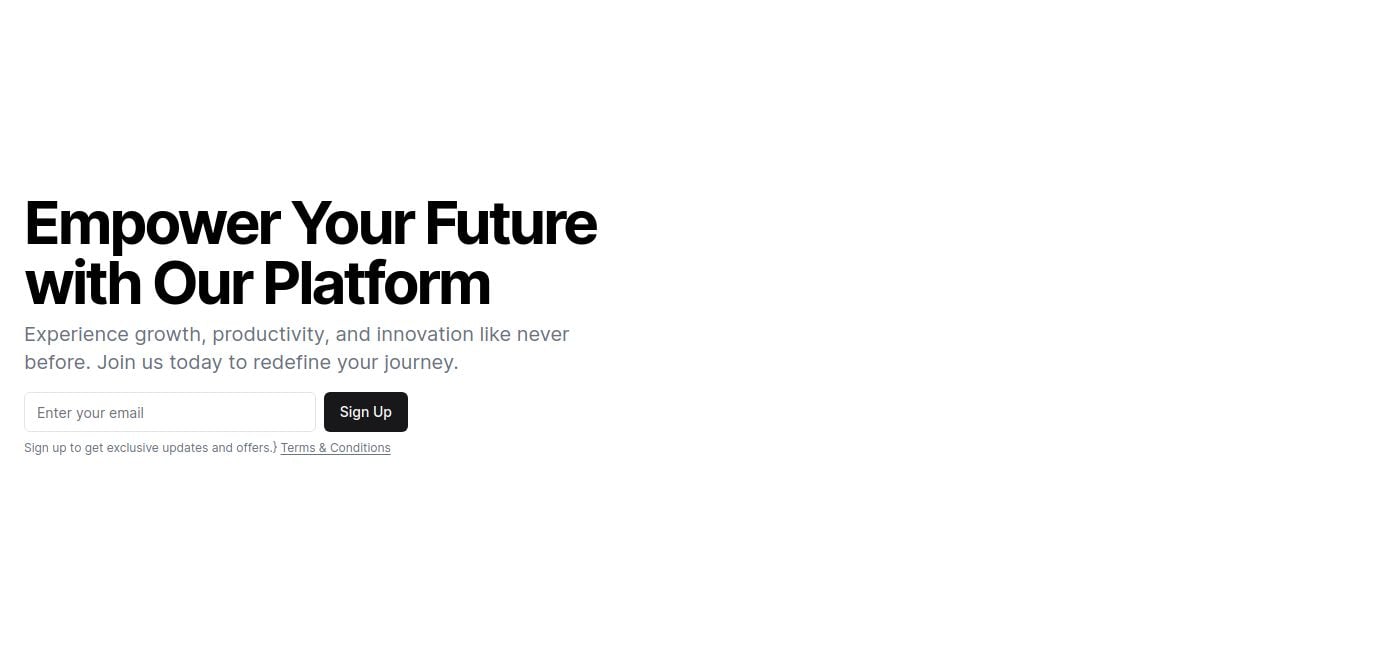 Empower Your Future
with Our Platform
Experience growth, productivity, and innovation like never
before. Join us today to redefine your journey.
Enter your email
Sign Up
Sign up to get exclusive updates and offers.} Terms & Conditions